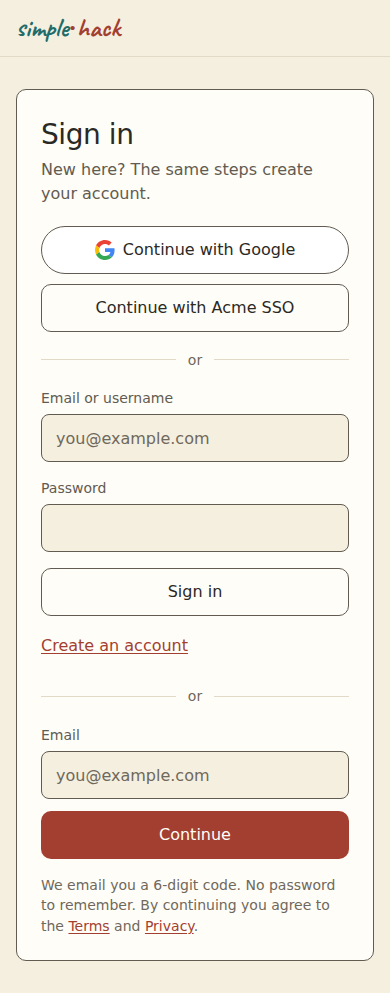 simple·hack
Sign in
New here? The same steps create
your account.
Continue with Google
Continue with Acme SSO
or
Email or username
you@example.com
Password
Sign in
Create an account
or
Email
you@example.com
Continue
We email you a 6-digit code. No password
to remember. By continuing you agree to
the Terms and Privacy.